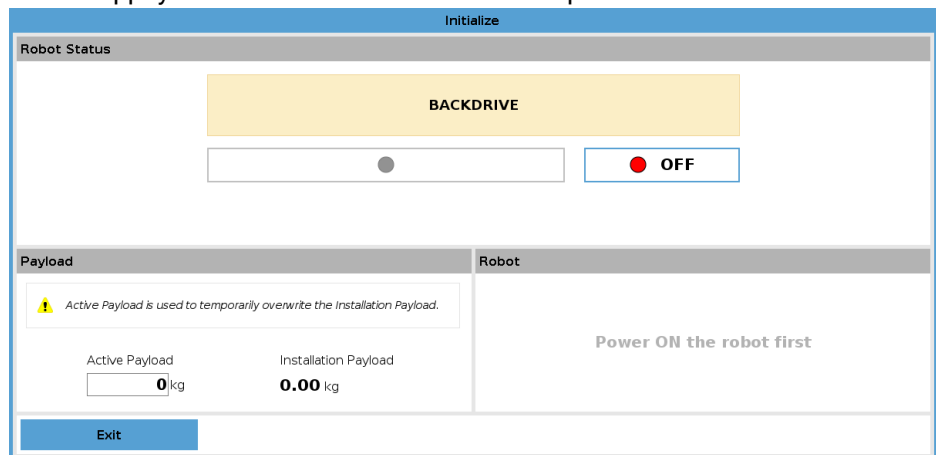 Initialize
Robot Status
BACKDRIVE
OFF
Payload
Robot
Active Payload is used to temporarily overwrite the Installation Payload.
Power ON the robot first
Active Payload Installation Payload
0 kg 0.00 kg
Exit